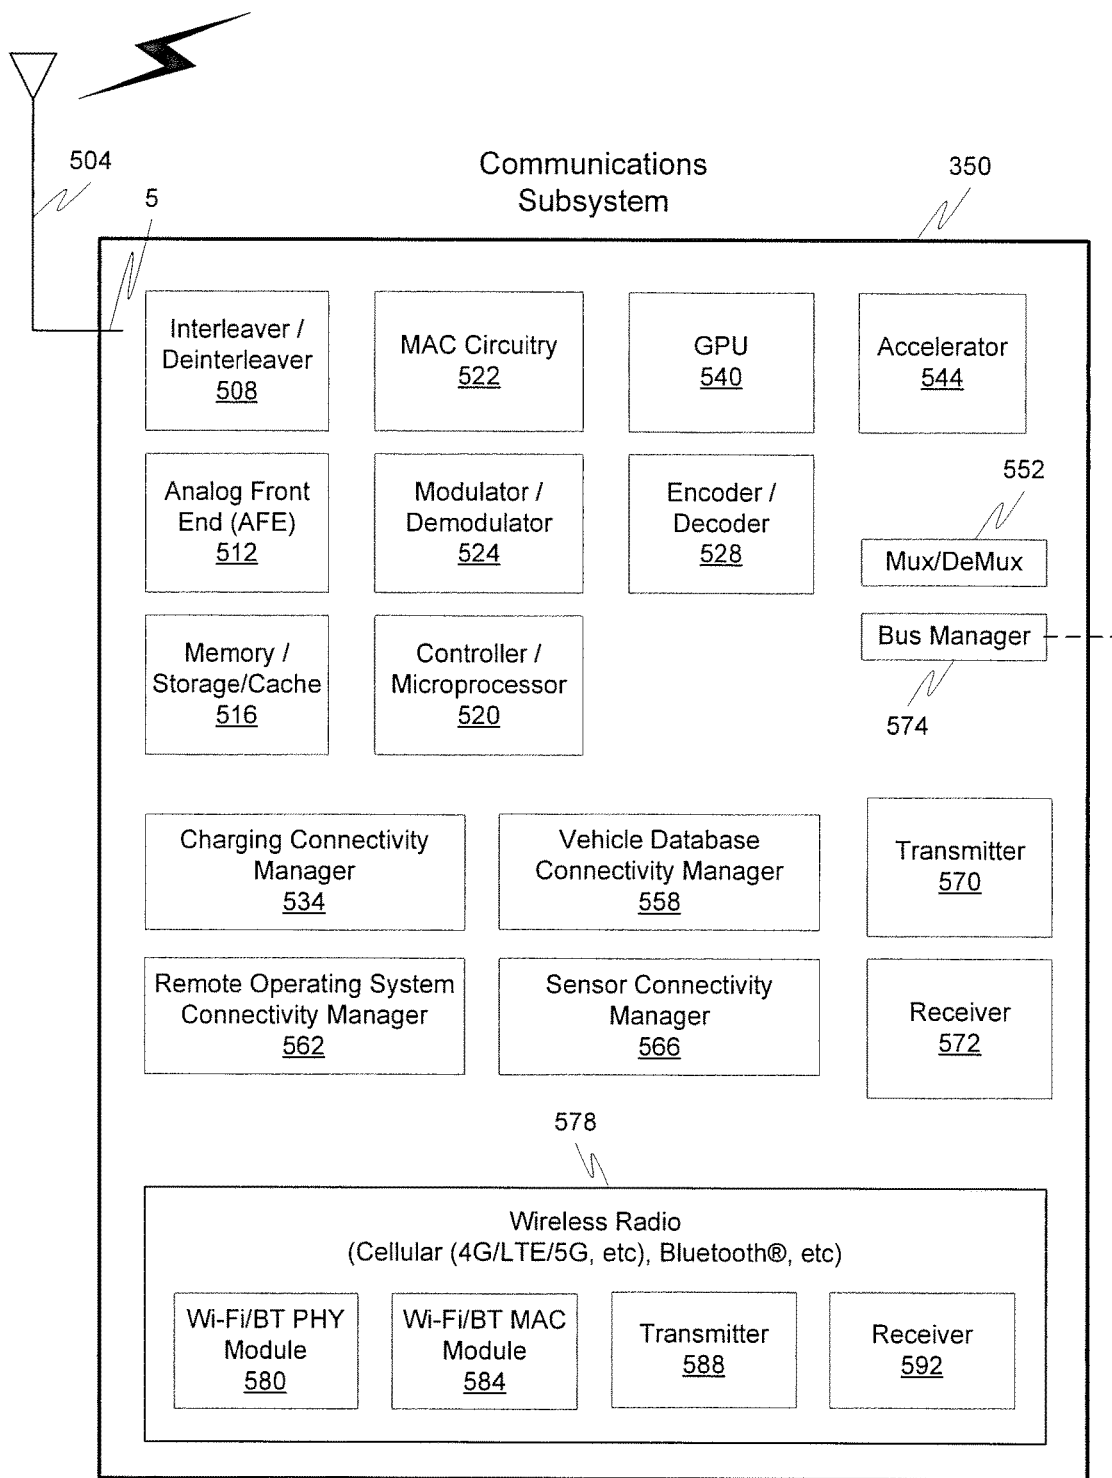 504
5
Communications
Subsystem
350
Interleaver /
Deinterleaver
508
MAC Circuitry
522
GPU
540
Accelerator
544
Analog Front
End (AFE)
512
Modulator /
Demodulator
524
Encoder /
Decoder
528
552
Mux/DeMux
Bus Manager
574
Memory /
Storage/Cache
516
Controller /
Microprocessor
520
Charging Connectivity
Manager
534
Vehicle Database
Connectivity Manager
558
Transmitter
570
Remote Operating System
Connectivity Manager
562
Sensor Connectivity
Manager
566
Receiver
572
578
Wireless Radio
(Cellular (4G/LTE/5G, etc), Bluetooth®, etc)
Wi-Fi/BT PHY
Module
580
Wi-Fi/BT MAC
Module
584
Transmitter
588
Receiver
592